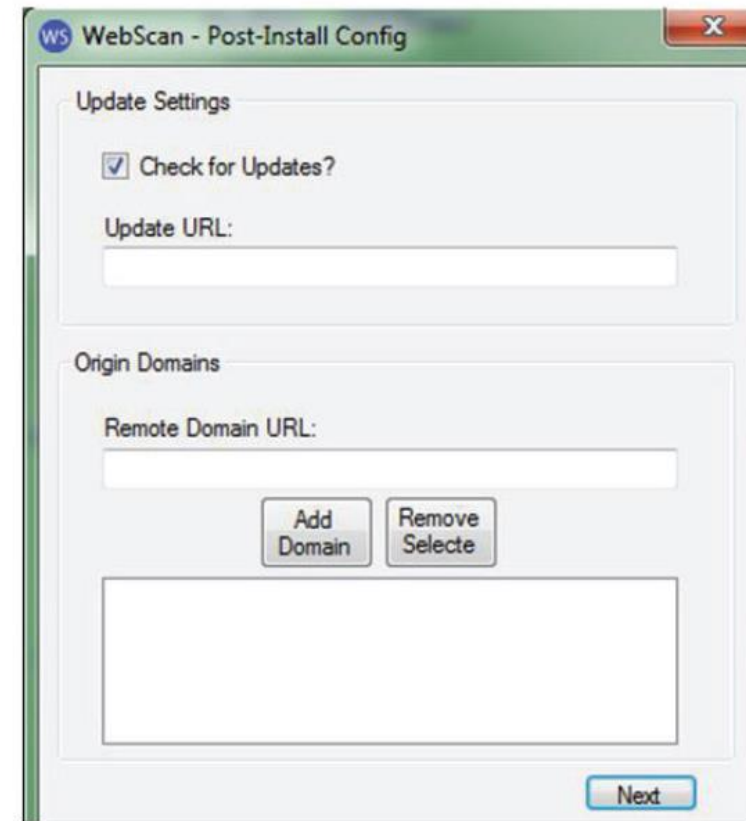 WS WebScan - Post-Install Config
X
Update Settings
Check for Updates?
Update URL:
Origin Domains
Remote Domain URL:
Add
Domain
Remove
Selecte
Next